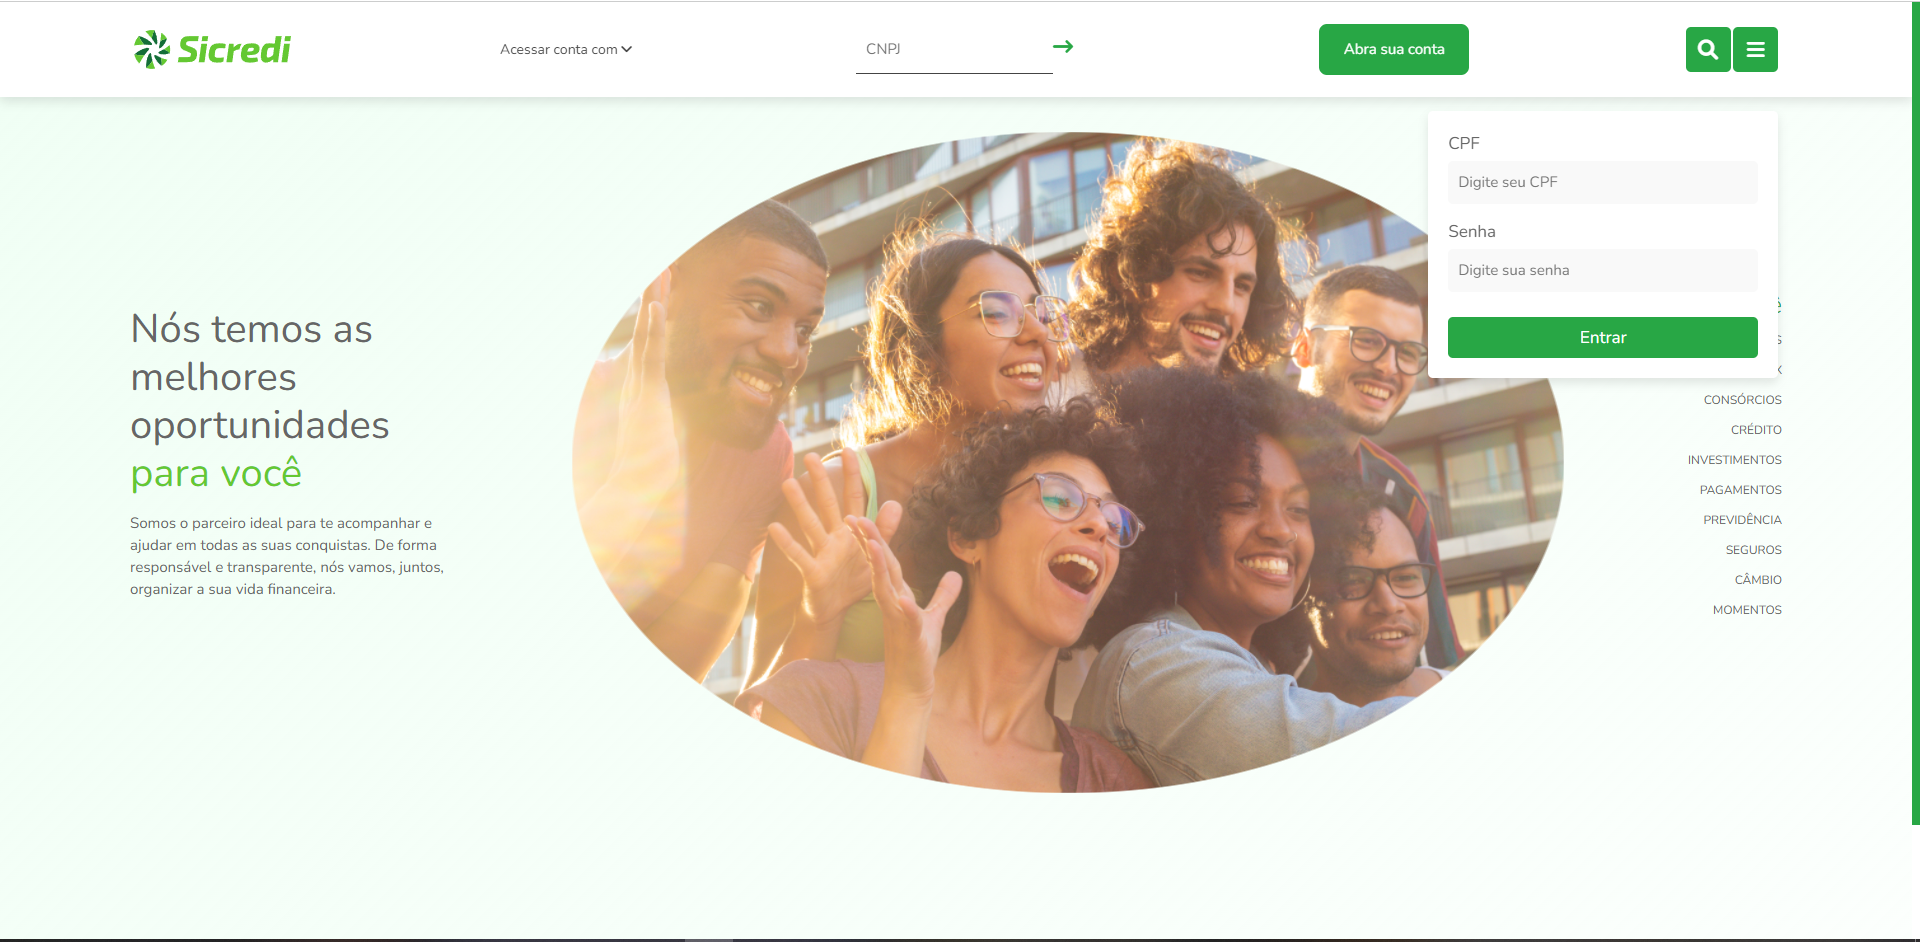 Sicredi
Acessar conta com
CNPJ
Abra sua conta
CPF
Digite seu CPF
Senha
Digite sua senha
Entrar
Nós temos as
melhores
oportunidades
para você
Somos o parceiro ideal para te acompanhar e
ajudar em todas as suas conquistas. De forma
responsável e transparente, nós vamos, juntos,
organizar a sua vida financeira.
CONSÓRCIOS
CRÉDITO
INVESTIMENTOS
PAGAMENTOS
PREVIDÊNCIA
SEGUROS
CÂMBIO
MOMENTOS